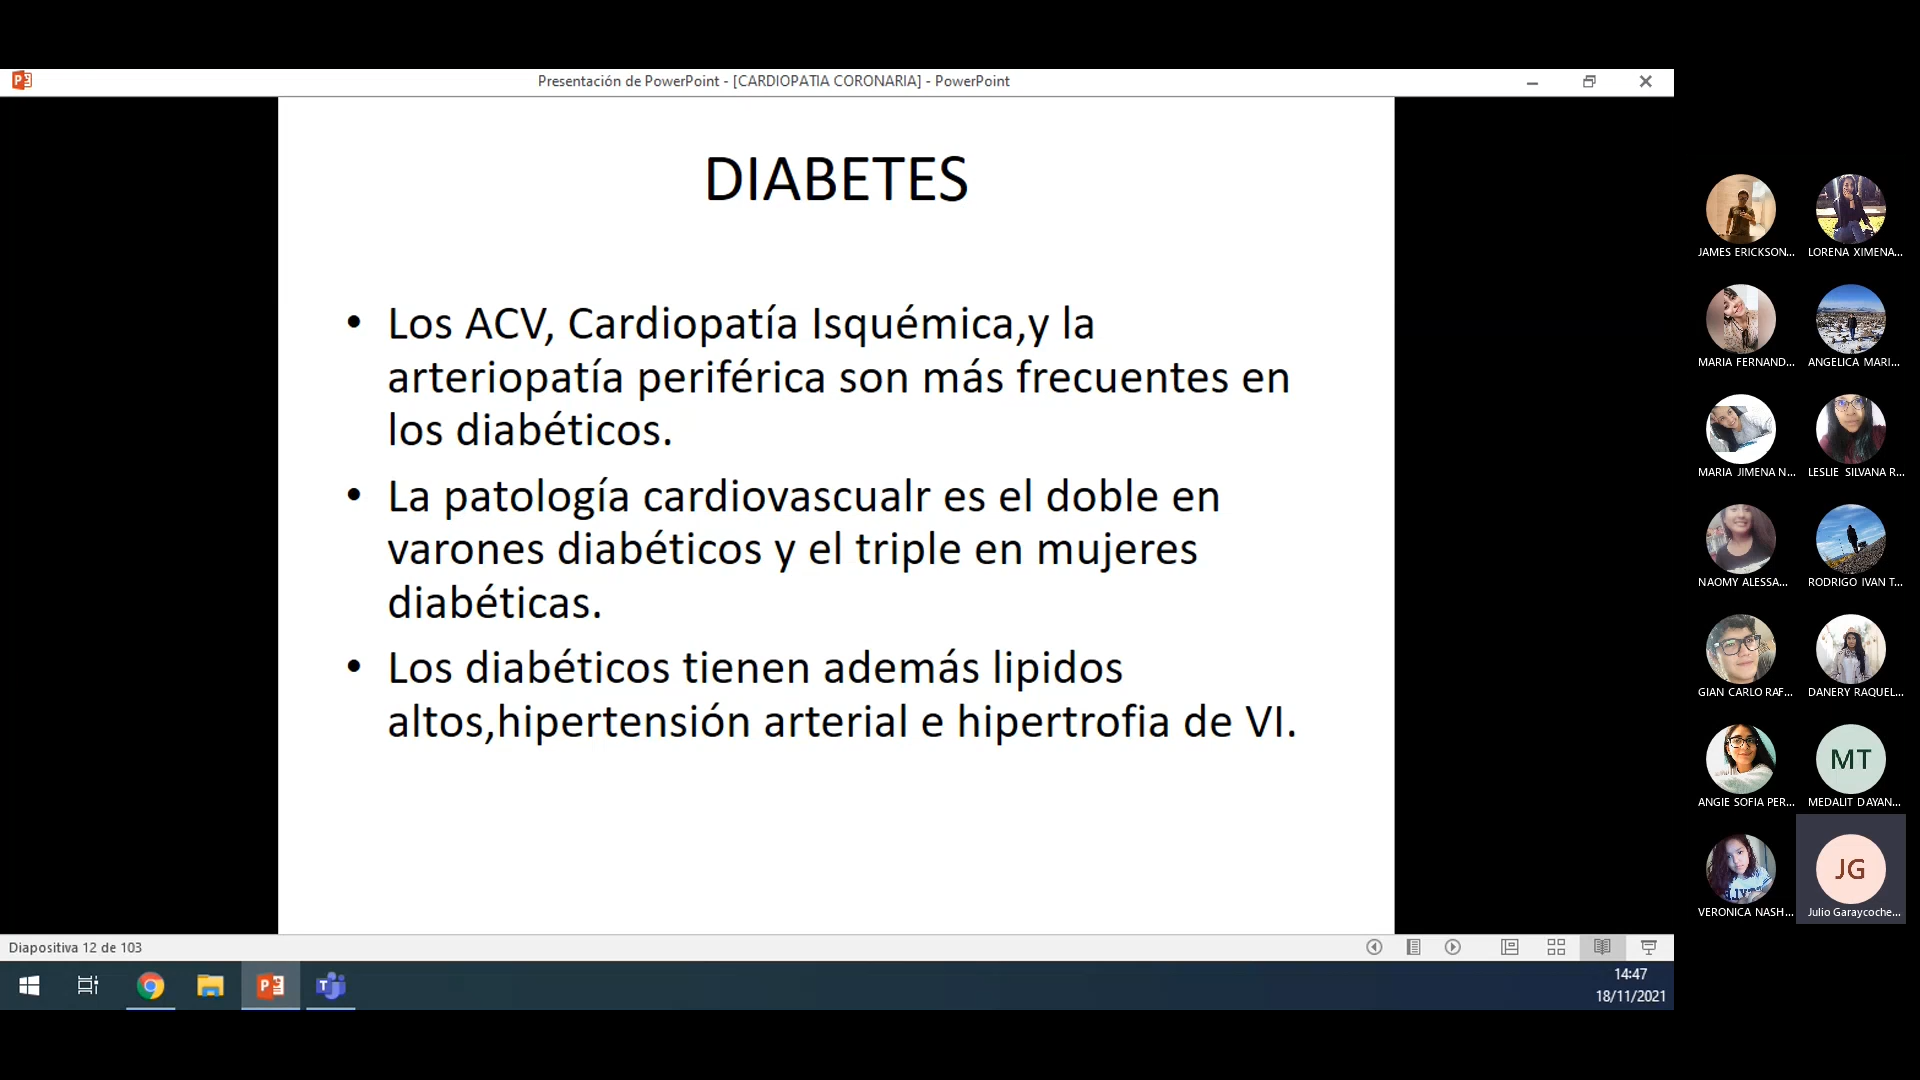 Presentación de PowerPoint - [CARDIOPATIA CORONARIA] - PowerPoint
DIABETES
• Los ACV, Cardiopatía Isquémica,y la
arteriopatía periférica son más frecuentes en
los diabéticos.
• La patología cardiovascualr es el doble en
varones diabéticos y el triple en mujeres
diabéticas.
• Los diabéticos tienen además lipidos
altos,hipertensión arterial e hipertrofia de VI.
Diapositiva 12 de 103
14:47
18/11/2021
JAMES ERICKSON...
LORENA XIMENA...
MARIA FERNAND...
ANGELICA MARI...
MARIA JIMENA N...
LESLIE SILVANA R...
NAOMY ALESSA...
RODRIGO IVAN T...
GIAN CARLO RAF...
DANERY RAQUEL...
ANGIE SOFIA PER...
MT
MEDALIT DAYAN...
VERONICA NASH...
JG
Julio Garaycoche...